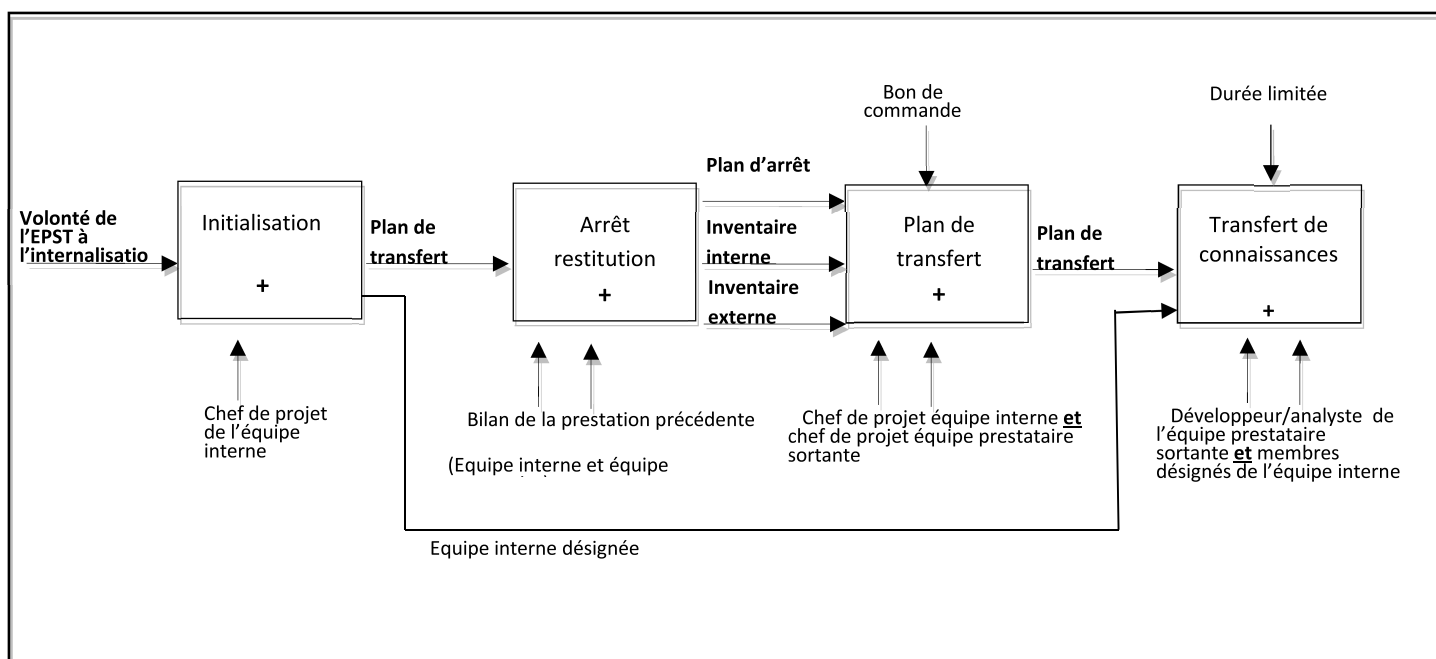 Bon de
commande
Durée limitée
Volonté de
l'EPST à
l'internalisatio
Initialisation
+
Plan de
transfert
Arrêt
restitution
+
Plan d'arrêt
Inventaire
interne
Inventaire
externe
Plan de
transfert
+
Plan de
transfert
Transfert de
connaissances
+
Chef de projet
de l'équipe
interne
Bilan de la prestation précédente
(Equipe interne et équipe
Chef de projet équipe interne et
chef de projet équipe prestataire
sortante
Développeur/analyste de
l'équipe prestataire
sortante et membres
désignés de l'équipe interne
Equipe interne désignée